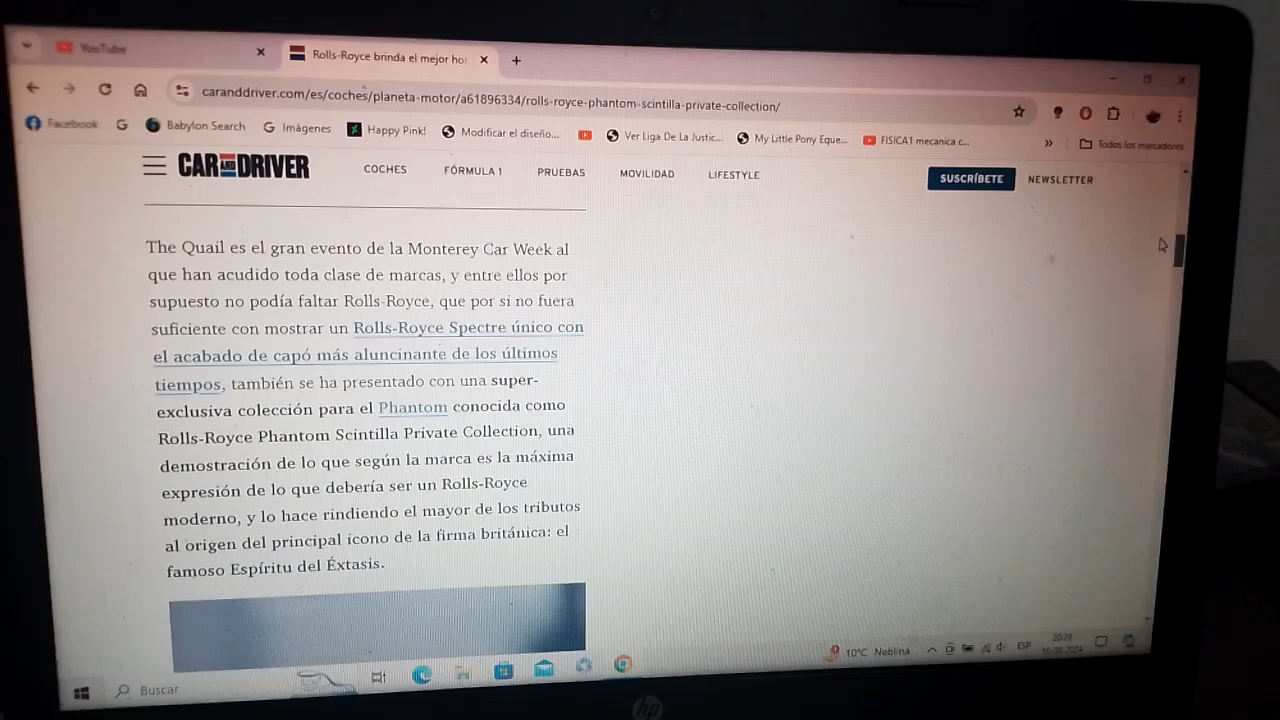 YouTube
Rolls-Royce brinda el mejor ho
caranddriver.com/es/coches/planeta-motor/a61896334/rolls-royce-phantom-scintilla-private-collection/
Facebook G Babylon Search G Imágenes Happy Pink! Modificar el diseño... Ver Liga De La Justic... My Little Pony Eque... FISICA1 mecanica c... » Todos los marcadores
CAR AND DRIVER COCHES FÓRMULA 1 PRUEBAS MOVILIDAD LIFESTYLE SUSCRÍBETE NEWSLETTER
The Quail es el gran evento de la Monterey Car Week al
que han acudido toda clase de marcas, y entre ellos por
supuesto no podía faltar Rolls-Royce, que por si no fuera
suficiente con mostrar un Rolls-Royce Spectre único con
el acabado de capó más aluncinante de los últimos
tiempos, también se ha presentado con una super-
exclusiva colección para el Phantom conocida como
Rolls-Royce Phantom Scintilla Private Collection, una
demostración de lo que según la marca es la máxima
expresión de lo que debería ser un Rolls-Royce
moderno, y lo hace rindiendo el mayor de los tributos
al origen del principal icono de la firma británica: el
famoso Espíritu del Éxtasis.
Buscar
10°C Neblina
ESP
20:29
16-08-2024
hp